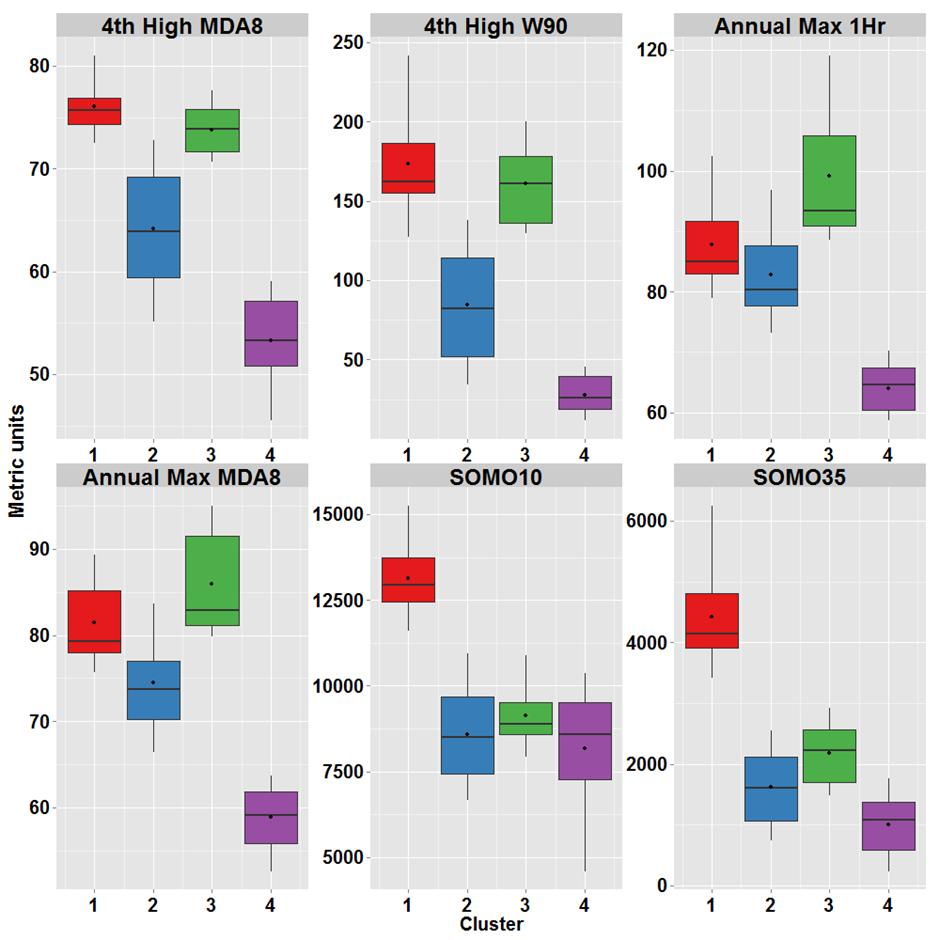 4th High MDA8
4th High W90
Annual Max 1Hr
80
70
60
50
250
200
150
100
50
120
100
80
60
1 2 3 4
1 2 3 4
1 2 3 4
Metric units
Annual Max MDA8
SOMO10
SOMO35
90
80
70
60
15000
12500
10000
7500
5000
6000
4000
2000
0
1 2 3 4
1 2 3 4
1 2 3 4
Cluster